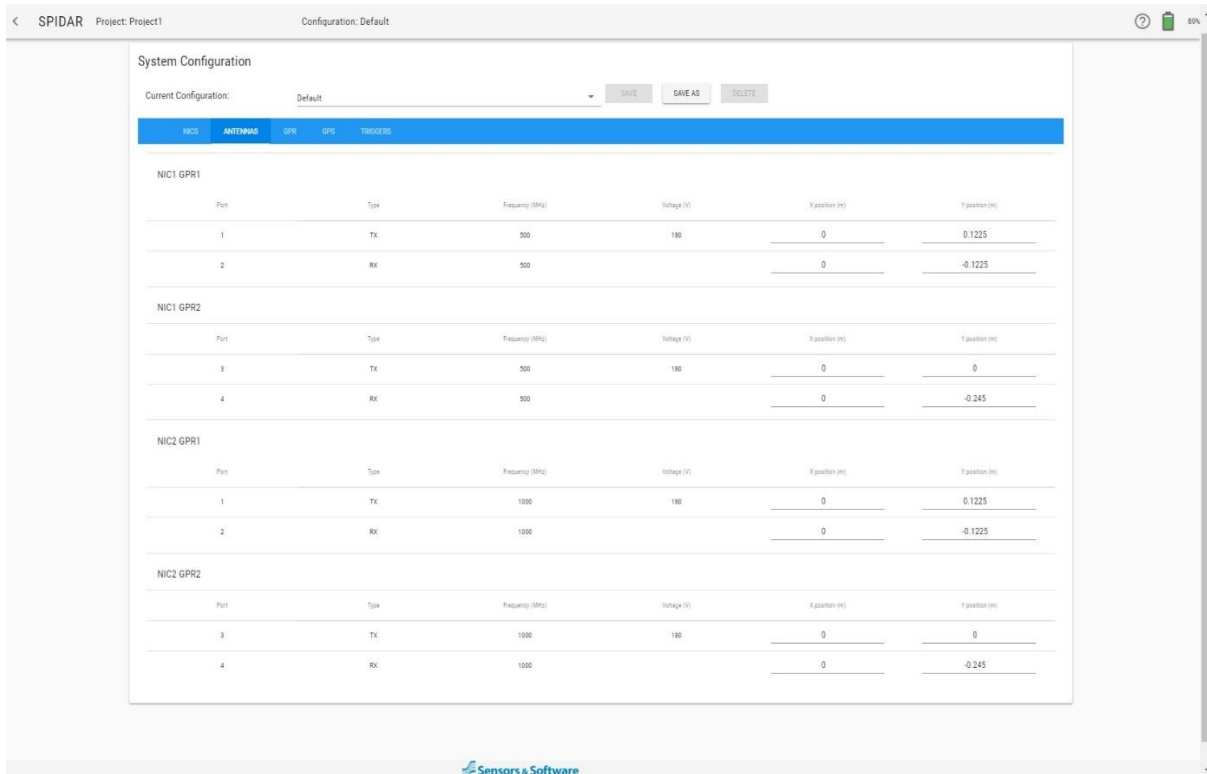 SPIDAR Project: Project1 Configuration: Default 89%
System Configuration
Current Configuration: Default SAVE SAVE AS DELETE
NICS ANTENNAS GPR GPS TRIGGERS
NIC1 GPR1
Port Type Frequency (MHz) Voltage (V) X position (m) Y position (m)
1 TX 500 180 0 0.1225
2 RX 500 0 -0.1225
NIC1 GPR2
Port Type Frequency (MHz) Voltage (V) X position (m) Y position (m)
3 TX 500 180 0 0
4 RX 500 0 -0.245
NIC2 GPR1
Port Type Frequency (MHz) Voltage (V) X position (m) Y position (m)
1 TX 1000 180 0 0.1225
2 RX 1000 0 -0.1225
NIC2 GPR2
Port Type Frequency (MHz) Voltage (V) X position (m) Y position (m)
3 TX 1000 180 0 0
4 RX 1000 0 -0.245
Sensors & Software